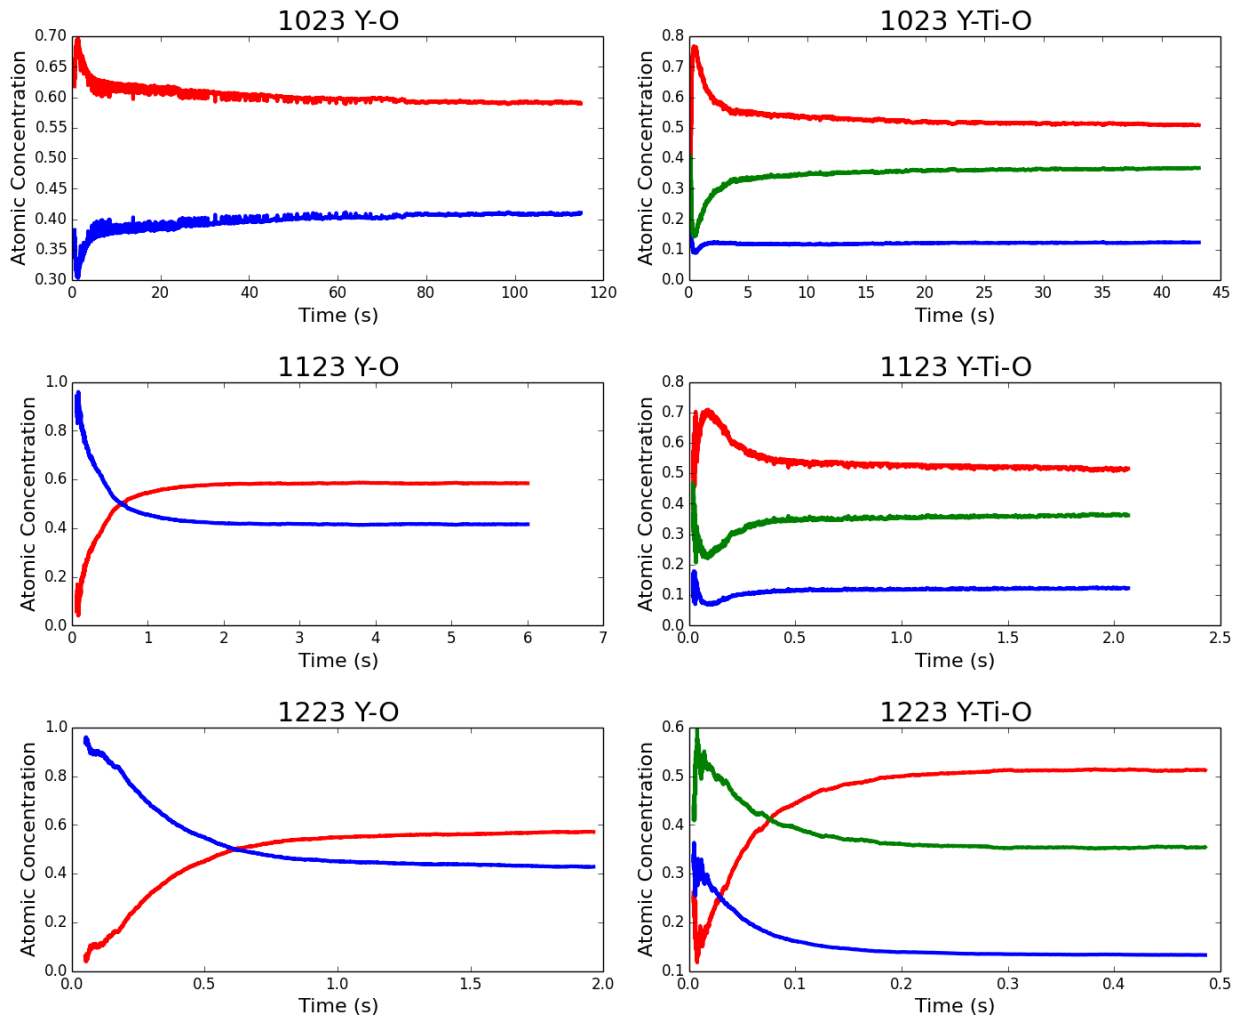 1023 Y-O
Atomic Concentration
0.70
0.65
0.60
0.55
0.50
0.45
0.40
0.35
0.30
0 20 40 60 80 100 120
Time (s)
1023 Y-Ti-O
Atomic Concentration
0.8
0.7
0.6
0.5
0.4
0.3
0.2
0.1
0.0
0 5 10 15 20 25 30 35 40 45
Time (s)
1123 Y-O
Atomic Concentration
1.0
0.8
0.6
0.4
0.2
0.0
0 1 2 3 4 5 6 7
Time (s)
1123 Y-Ti-O
Atomic Concentration
0.8
0.7
0.6
0.5
0.4
0.3
0.2
0.1
0.0
0.0 0.5 1.0 1.5 2.0 2.5
Time (s)
1223 Y-O
Atomic Concentration
1.0
0.8
0.6
0.4
0.2
0.0
0.0 0.5 1.0 1.5 2.0
Time (s)
1223 Y-Ti-O
Atomic Concentration
0.6
0.5
0.4
0.3
0.2
0.1
0.0 0.1 0.2 0.3 0.4 0.5
Time (s)